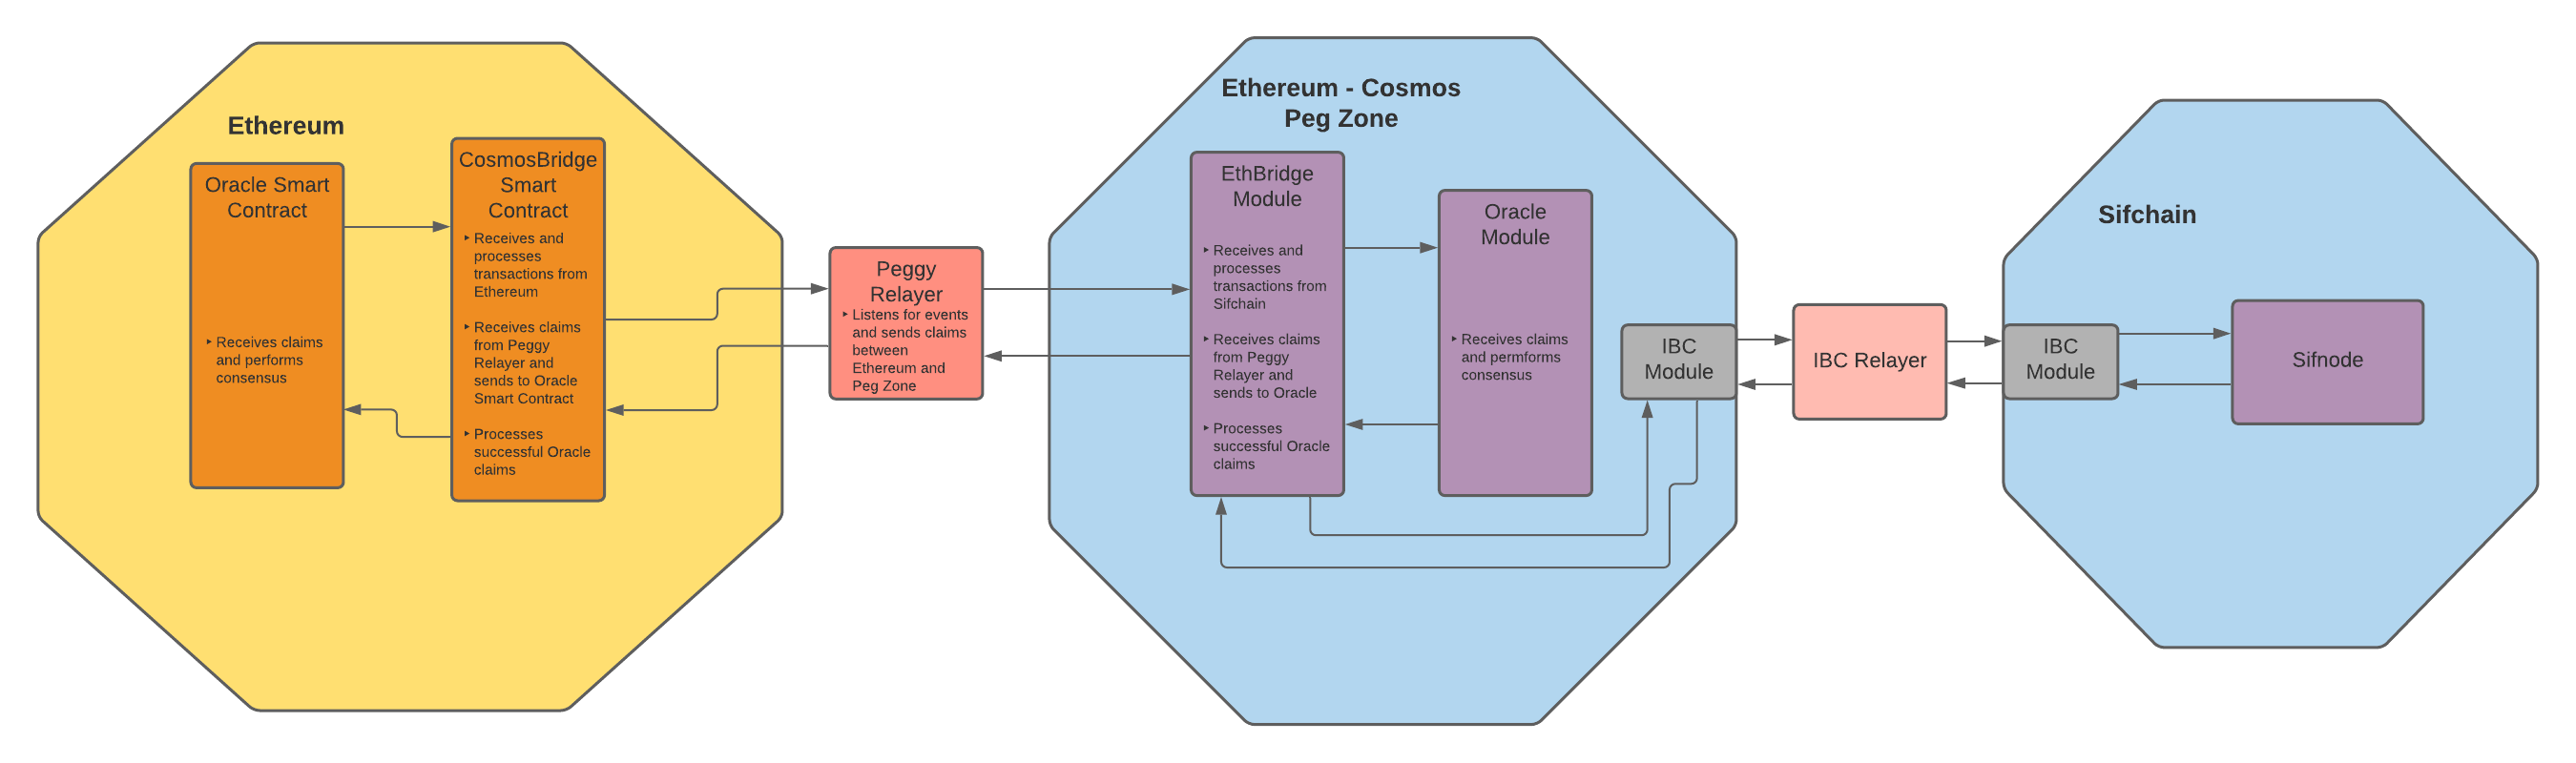 Ethereum
Oracle Smart
Contract
‣ Receives claims
and performs
consensus
CosmosBridge
Smart
Contract
‣ Receives and
processes
transactions from
Ethereum
‣ Receives claims
from Peggy
Relayer and
sends to Oracle
Smart Contract
‣ Processes
successful Oracle
claims
Peggy
Relayer
‣ Listens for events
and sends claims
between
Ethereum and
Peg Zone
Ethereum - Cosmos
Peg Zone
EthBridge
Module
‣ Receives and
processes
transactions from
Sifchain
‣ Receives claims
from Peggy
Relayer and
sends to Oracle
‣ Processes
successful Oracle
claims
Oracle
Module
‣ Receives claims
and permforms
consensus
IBC
Module
IBC Relayer
Sifchain
IBC
Module
Sifnode